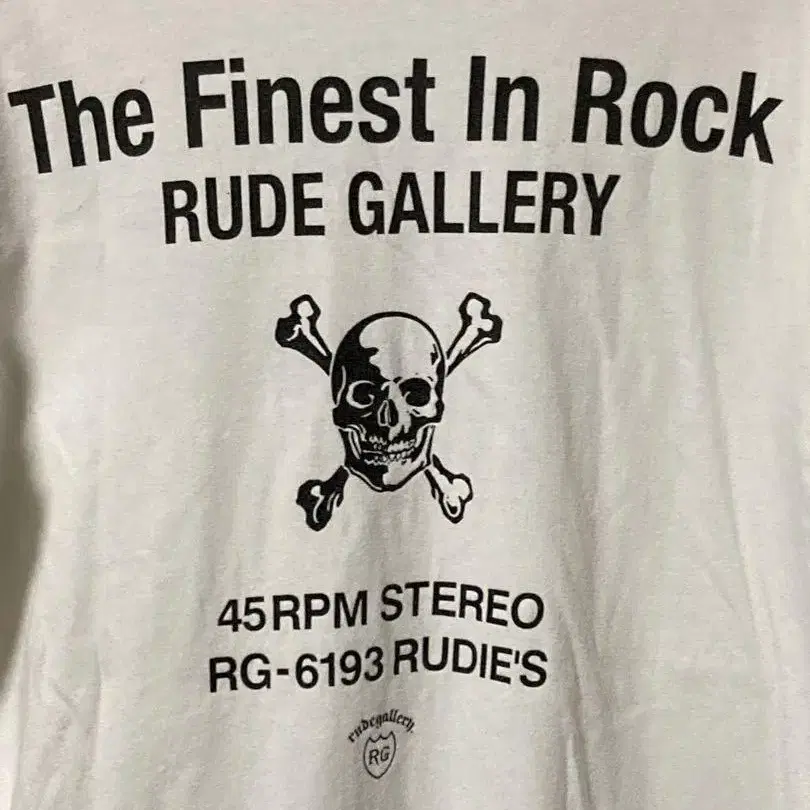 The Finest In Rock
RUDE GALLERY
45RPM STEREO
RG-6193 RUDIE'S
rudegallery.
RG